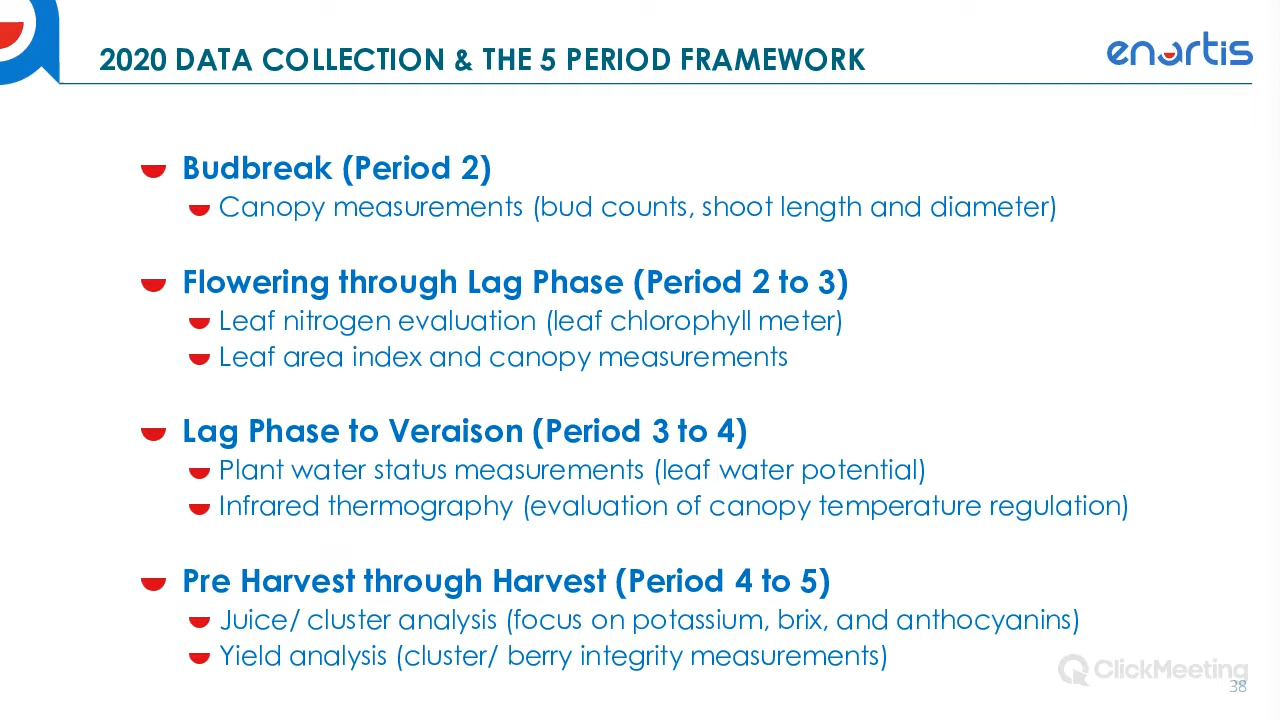 2020 DATA COLLECTION & THE 5 PERIOD FRAMEWORK
enartis
Budbreak (Period 2)
Canopy measurements (bud counts, shoot length and diameter)
Flowering through Lag Phase (Period 2 to 3)
Leaf nitrogen evaluation (leaf chlorophyll meter)
Leaf area index and canopy measurements
Lag Phase to Veraison (Period 3 to 4)
Plant water status measurements (leaf water potential)
Infrared thermography (evaluation of canopy temperature regulation)
Pre Harvest through Harvest (Period 4 to 5)
Juice/ cluster analysis (focus on potassium, brix, and anthocyanins)
Yield analysis (cluster/ berry integrity measurements)
ClickMeeting
38